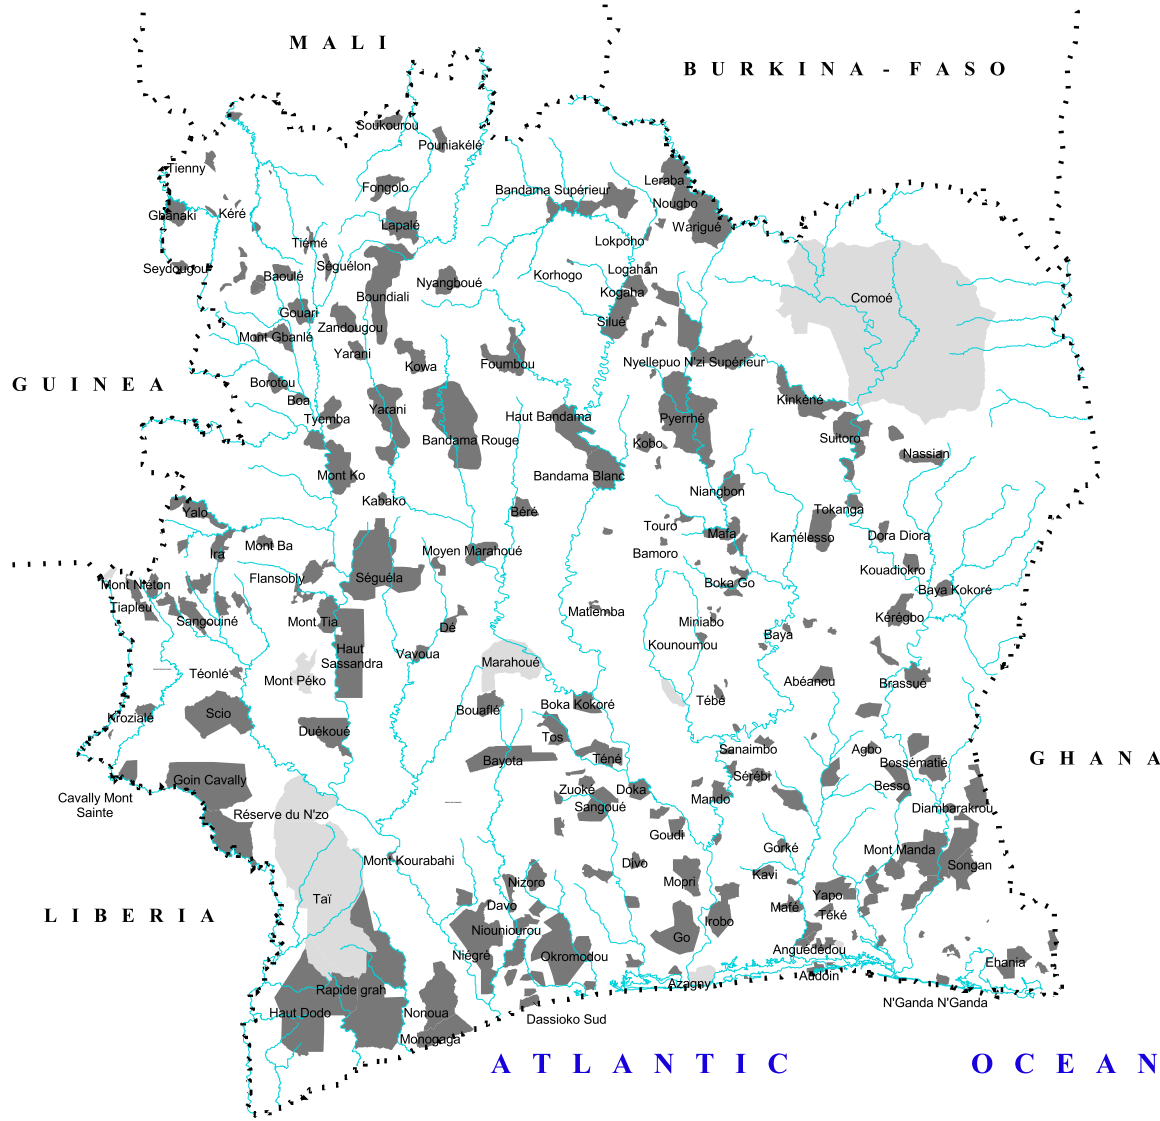 MALI
BURKINA-FASO
Soukourou
Pouniakélé
Tienny
Leraba
Fongolo
Bandama Supérieur
Nougbo
Gbanaki
Kéré
Lapalé
Warigué
Tiémé
Lokpoho
Seydougou
Séguélon
Logahan
Baoulé
Korhogo
Nyangboué
Boundiali
Kogaha
Comoé
Gouari
Silué
Zandougou
Mont Gbanlé
Yarani
Kowa
Foumbou
Nyellepuo N'zi Supérieur
GUINEA
Borotou
Boa
Kinkéné
Yarani
Tyemba
Haut Bandama
Pyerrhé
Bandama Rouge
Kobo
Suitoro
Nassian
Mont Ko
Bandama Blanc
Niangbon
Kabako
Yalo
Béré
Tokanga
Touro
Mafa
Kamélesso
Dora Diora
Ira
Mont Ba
Moyen Marahoué
Bamoro
Kouadiokro
Flansobly
Séguéla
Mont Niéton
Boka Go
Baya Kokoré
Tiapleu
Matiemba
Sangouiné
Mont Tia
Miniabo
Kérégbo
Dé
Baya
Haut
Sassandra
Kounoumou
Vavoua
Marahoué
Téonlé
Mont Péko
Abéanou
Brassué
Tébé
Krozialé
Scio
Bouaflé
Boka Kokoré
Duékoué
Tos
Sanaimbo
Agbo
Bayota
Téné
Bossématié
GHANA
Goin Cavally
Sérébi
Besso
Zuoké
Doka
Cavally Mont
Sainte
Mando
Sangoué
Diambarakrou
Réserve du N'zo
Goudi
Gorké
Mont Manda
Mont Kourabahi
Divo
Songan
Kavi
Mopri
Nizoro
Taï
Yapo
Davo
Mafé
Téké
LIBERIA
Irobo
Niouniourou
Go
Anguédédou
Niégré
Okromodou
Ehania
Audoin
Azagny
Rapide grah
N'Ganda N'Ganda
Haut Dodo
Nonoua
Dassioko Sud
Monogaga
ATLANTIC OCEAN